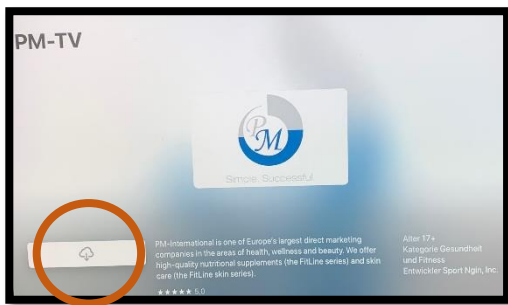 PM-TV
PM
Simple. Successful
PM-International is one of Europe's largest direct marketing
companies in the areas of health, wellness and beauty. We offer
high-quality nutritional supplements (the FitLine series) and skin
care (the FitLine skin series).
★★★★★ 5.0
Alter 17+
Kategorie Gesundheit
und Fitness
Entwickler Sport Ngin, Inc.